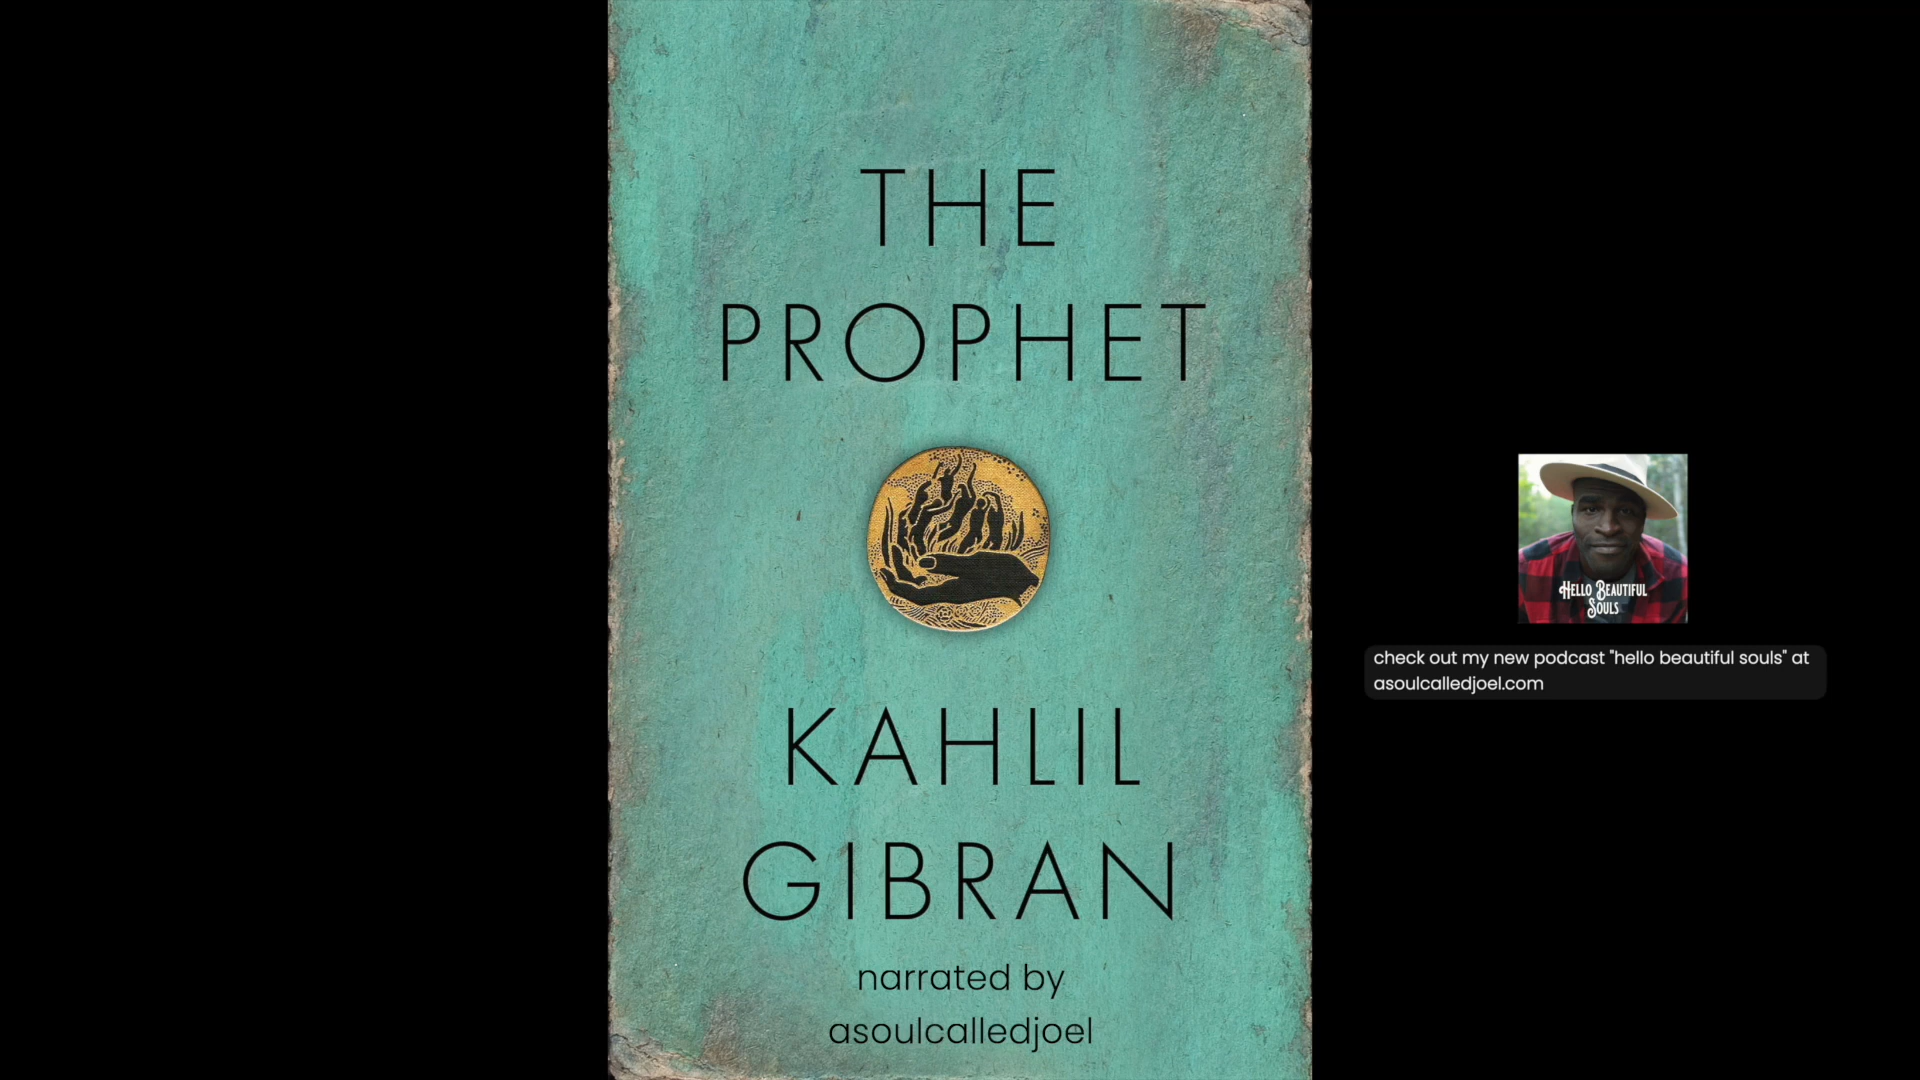 THE
PROPHET
KAHLIL
GIBRAN
narrated by
asoulcalledjoel
Hello Beautiful
Souls
check out my new podcast "hello beautiful souls" at
asoulcalledjoel.com